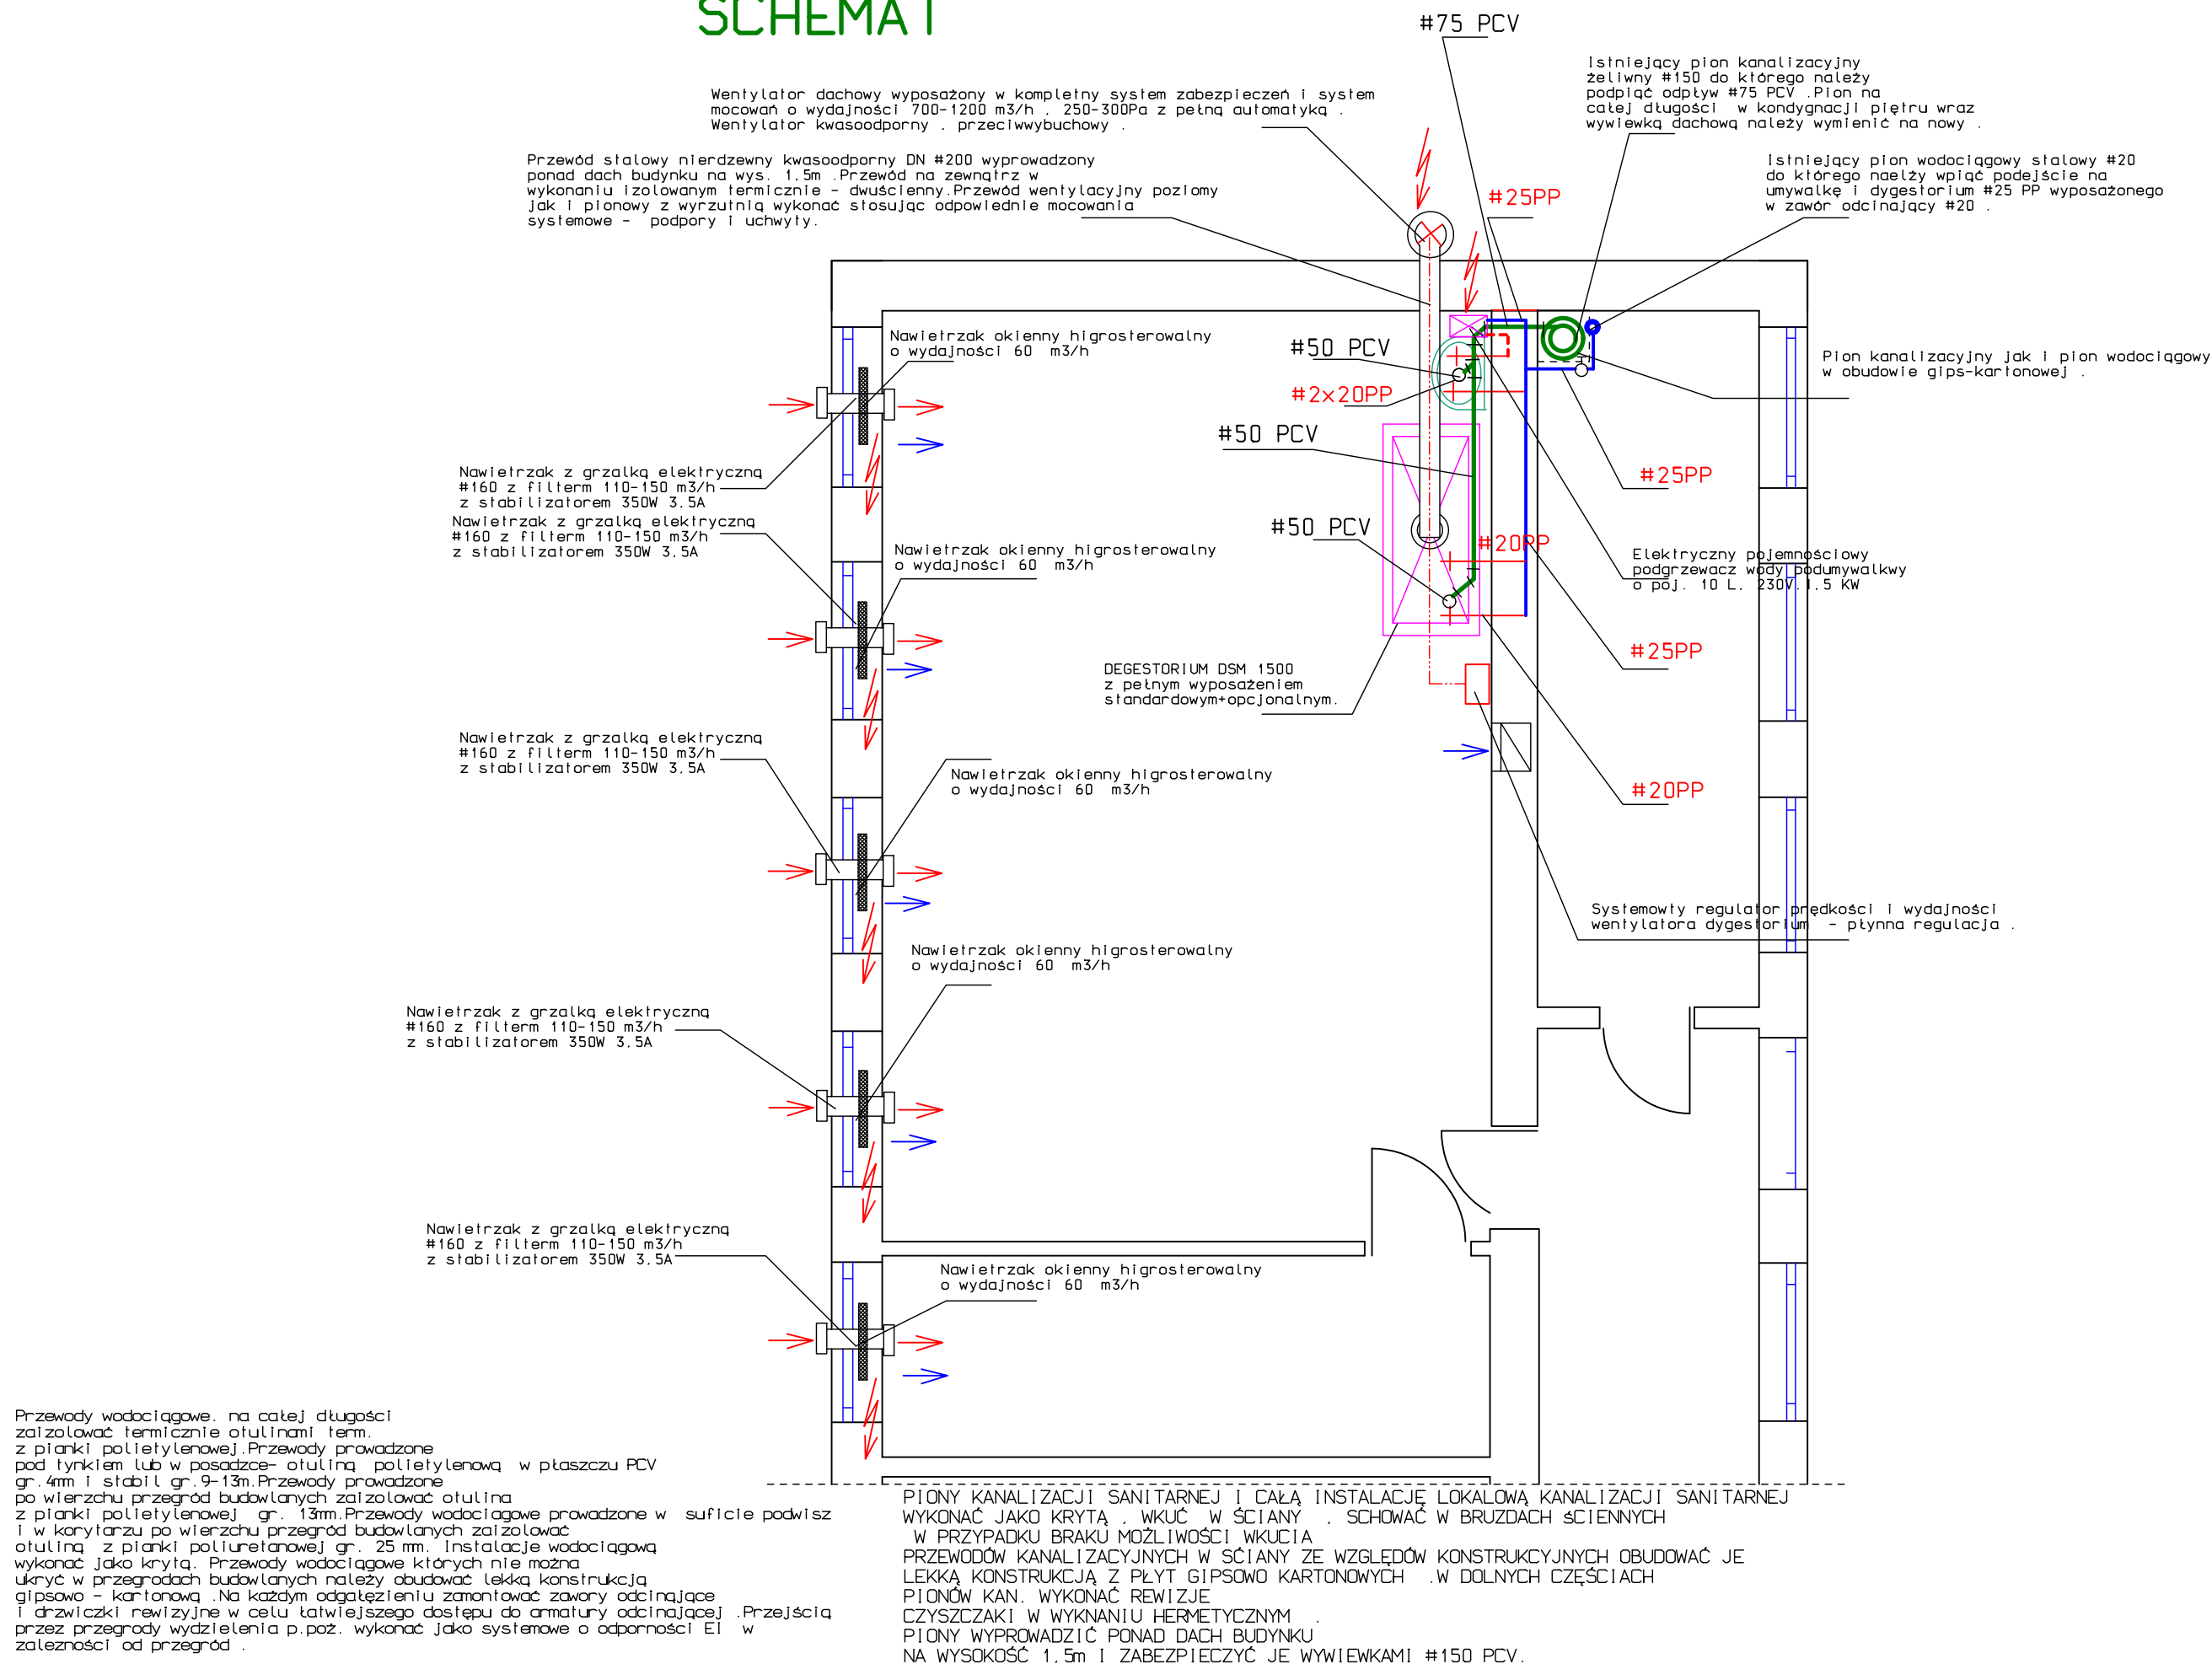 SCHEMAT
#75 PCV
Istniejący pion kanalizacyjny
żeliwny #150 do którego należy
podpiąć odpływ #75 PCV .Pion na
całej długości w kondygnacji piętru wraz
wywiewką dachową należy wymienić na nowy .
Wentylator dachowy wyposażony w kompletny system zabezpieczeń i system
mocowań o wydajności 700-1200 m3/h , 250-300Pa z pełną automatyką .
Wentylator kwasoodporny , przeciwwybuchowy .
Przewód stalowy nierdzewny kwasoodporny DN #200 wyprowadzony
ponad dach budynku na wys. 1,5m .Przewód na zewnątrz w
wykonaniu izolowanym termicznie - dwuścienny.Przewód wentylacyjny poziomy
jak i pionowy z wyrzutnią wykonać stosując odpowiednie mocowania
systemowe - podpory i uchwyty.
Istniejący pion wodociągowy stalowy #20
do którego naelży wpiąć podejście na
umywalkę i dygestorium #25 PP wyposażonego
w zawór odcinający #20 .
#25PP
Nawietrzak okienny higrosterowalny
o wydajności 60 m3/h
#50 PCV
Pion kanalizacyjny jak i pion wodociągowy
w obudowie gips-kartonowej .
#2x20PP
#50 PCV
Nawietrzak z grzalką elektryczną
#160 z filterm 110-150 m3/h
z stabilizatorem 350W 3,5A
#25PP
Nawietrzak z grzalką elektryczną
#160 z filterm 110-150 m3/h
z stabilizatorem 350W 3,5A
#50 PCV
Nawietrzak okienny higrosterowalny
o wydajności 60 m3/h
#20PP
Elektryczny pojemnościowy
podgrzewacz wody podumywalkwy
o poj. 10 L, 230V.1,5 KW
#25PP
DEGESTORIUM DSM 1500
z pełnym wyposażeniem
standardowym+opcjonalnym.
Nawietrzak z grzalką elektryczną
#160 z filterm 110-150 m3/h
z stabilizatorem 350W 3,5A
Nawietrzak okienny higrosterowalny
o wydajności 60 m3/h
#20PP
Systemowty regulator prędkości i wydajności
wentylatora dygestorium - płynna regulacja .
Nawietrzak okienny higrosterowalny
o wydajności 60 m3/h
Nawietrzak z grzalką elektryczną
#160 z filterm 110-150 m3/h
z stabilizatorem 350W 3,5A
Nawietrzak z grzalką elektryczną
#160 z filterm 110-150 m3/h
z stabilizatorem 350W 3,5A
Nawietrzak okienny higrosterowalny
o wydajności 60 m3/h
Przewody wodociągowe. na całej długości
zaizolować termicznie otulinami term.
z pianki polietylenowej.Przewody prowadzone
pod tynkiem lub w posadzce- otuliną polietylenową w płaszczu PCV
gr.4mm i stabil gr.9-13m.Przewody prowadzone
po wierzchu przegród budowlanych zaizolować otulina
z pianki polietylenowej gr. 13mm.Przewody wodociągowe prowadzone w suficie podwisz
i w korytarzu po wierzchu przegród budowlanych zaizolować
otuliną z pianki poliuretanowej gr. 25 mm. Instalacje wodociągową
wykonać jako krytą. Przewody wodociągowe których nie można
ukryć w przegrodach budowlanych należy obudować lekką konstrukcją
gipsowo - kartonową .Na każdym odgałęzieniu zamontować zawory odcinające
i drzwiczki rewizyjne w celu łatwiejszego dostępu do armatury odcinającej .Przejścią
przez przegrody wydzielenia p.poż. wykonać jako systemowe o odporności EI w
zalezności od przegród .
PIONY KANALIZACJI SANITARNEJ I CAŁĄ INSTALACJĘ LOKALOWĄ KANALIZACJI SANITARNEJ
WYKONAĆ JAKO KRYTĄ , WKUĆ W ŚCIANY , SCHOWAĆ W BRUZDACH śCIENNYCH
W PRZYPADKU BRAKU MOŻLIWOŚCI WKUCIA
PRZEWODÓW KANALIZACYJNYCH W SĆIANY ZE WZGLĘDÓW KONSTRUKCYJNYCH OBUDOWAĆ JE
LEKKĄ KONSTRUKCJĄ Z PŁYT GIPSOWO KARTONOWYCH .W DOLNYCH CZĘŚCIACH
PIONÓW KAN. WYKONAĆ REWIZJE
CZYSZCZAKI W WYKNANIU HERMETYCZNYM .
PIONY WYPROWADZIĆ PONAD DACH BUDYNKU
NA WYSOKOŚĆ 1,5m I ZABEZPIECZYĆ JE WYWIEWKAMI #150 PCV.